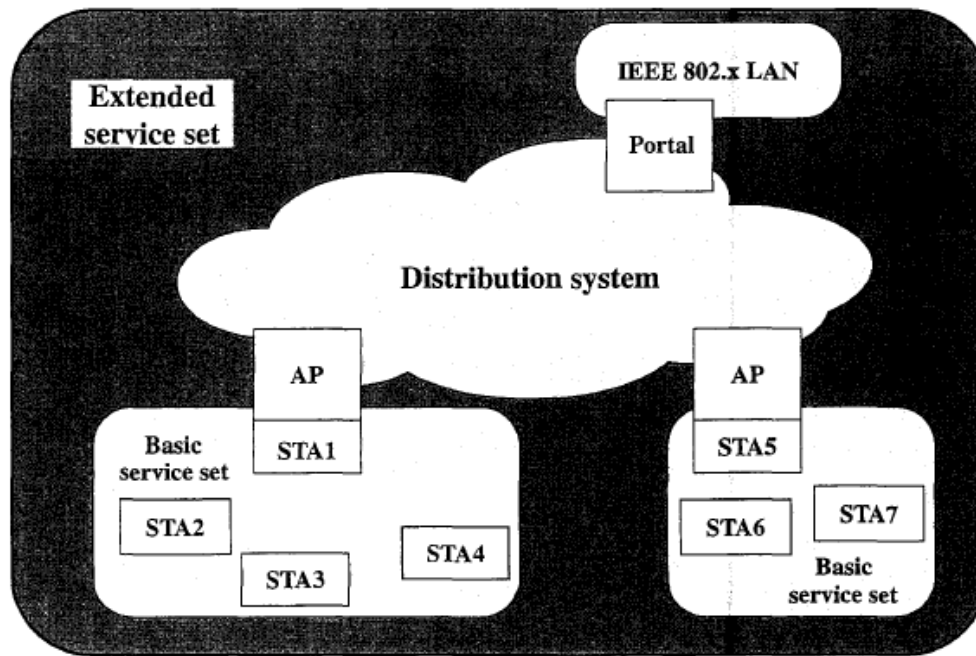 IEEE 802.x LAN
Extended
service set
Portal
Distribution system
AP
AP
Basic
service set
STA1
STA5
STA2
STA3
STA4
STA6
STA7
Basic
service set